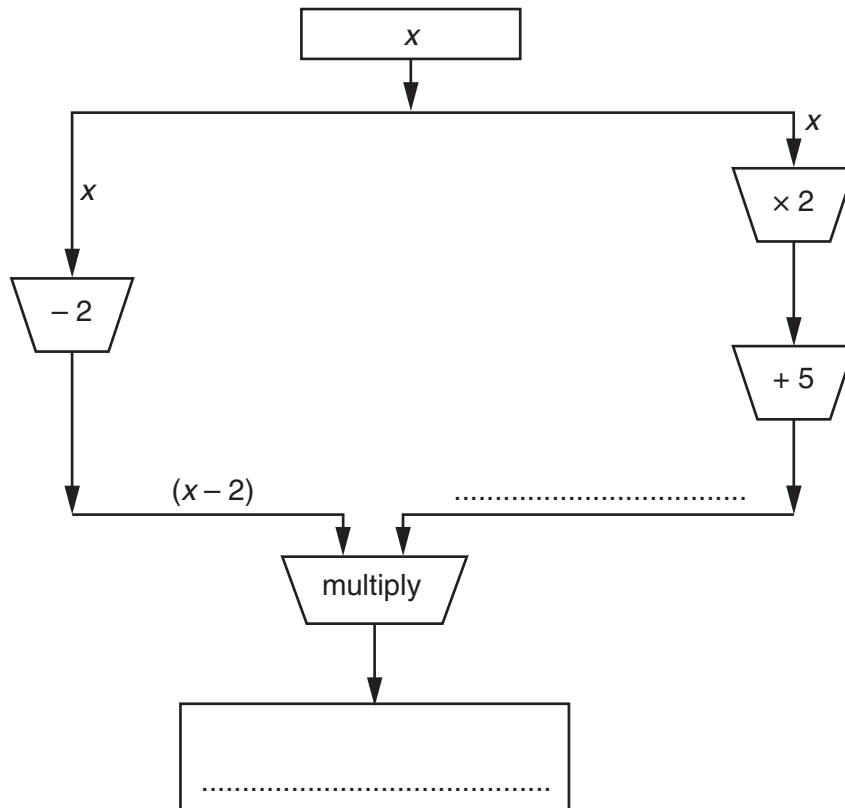 x
x
× 2
x
– 2
+ 5
(x – 2)
....................................
multiply
...........................................